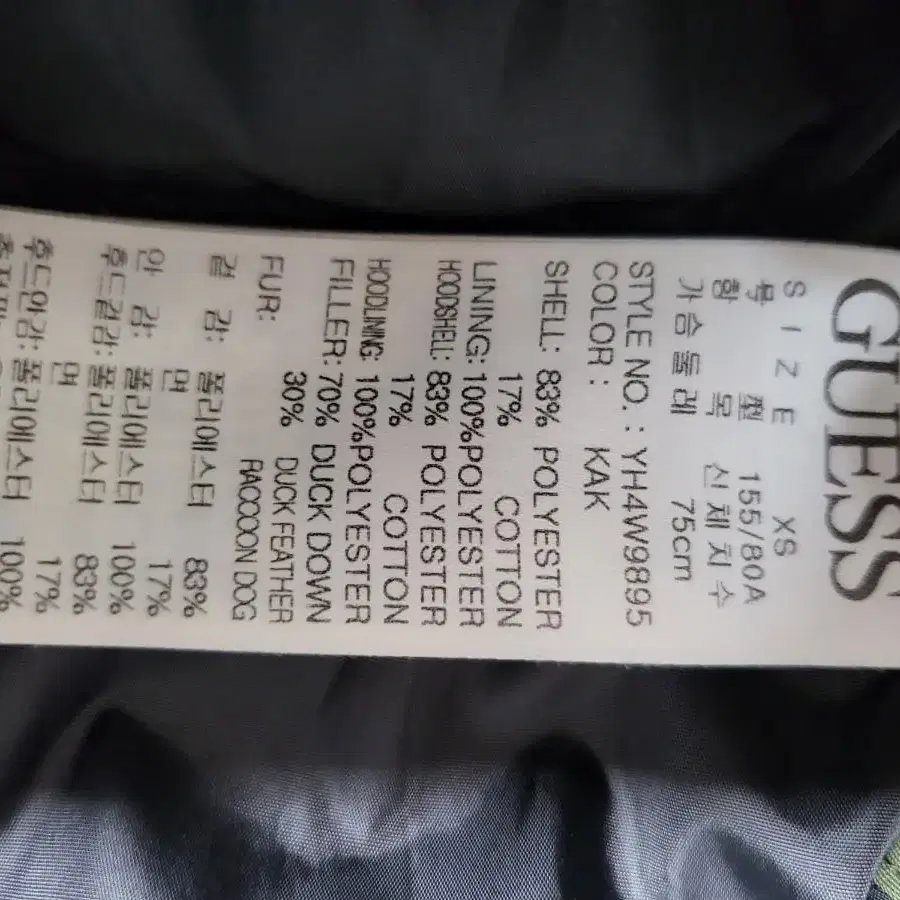 GUESS
SIZE XS
호 형 155/80A
항 목 신체치수
가슴둘레 75cm
STYLE NO. : YH4W9895
COLOR : KAK
SHELL: 83% POLYESTER
17% COTTON
LINING: 100%POLYESTER
HOODSHELL: 83% POLYESTER
17% COTTON
HOODLINING: 100%POLYESTER
FILLER: 70% DUCK DOWN
30% DUCK FEATHER
FUR: RACCOON DOG
겉 감: 폴리에스터 83%
면 17%
안 감: 폴리에스터 100%
후드겉감: 폴리에스터 83%
면 17%
후드안감: 폴리에스터 100%